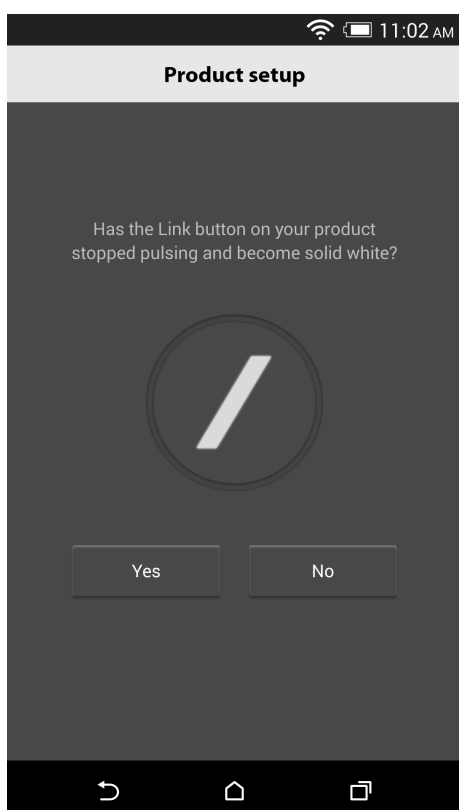 11:02 AM
Product setup
Has the Link button on your product
stopped pulsing and become solid white?
Yes
No